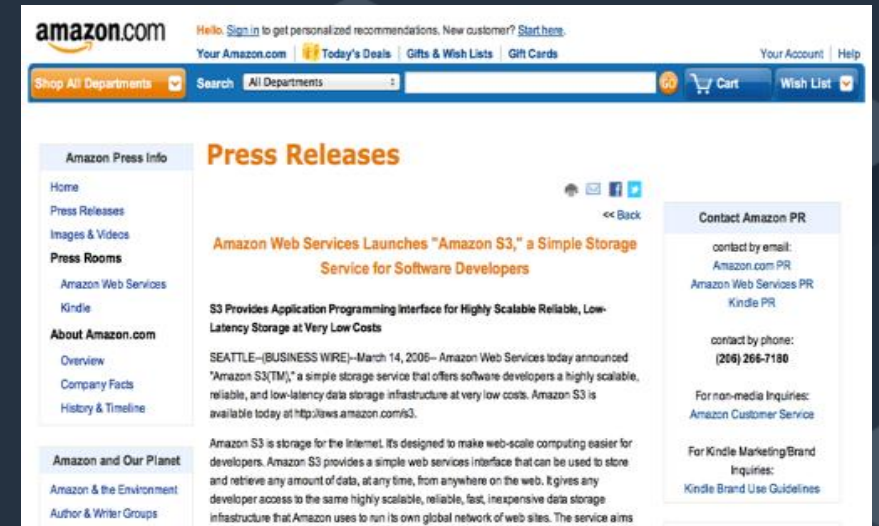 amazon.com
Hello. Sign in to get personalized recommendations. New customer? Start here.
Your Amazon.com
Today's Deals
Gifts & Wish Lists
Gift Cards
Your Account
Help
Shop All Departments
Search
All Departments
GO
Cart
Wish List
Amazon Press Info
Home
Press Releases
Images & Videos
Press Rooms
Amazon Web Services
Kindle
About Amazon.com
Overview
Company Facts
History & Timeline
Amazon and Our Planet
Amazon & the Environment
Author & Writer Groups
Press Releases
<< Back
Amazon Web Services Launches "Amazon S3," a Simple Storage
Service for Software Developers
S3 Provides Application Programming Interface for Highly Scalable Reliable, Low-
Latency Storage at Very Low Costs
SEATTLE--(BUSINESS WIRE)--March 14, 2006-- Amazon Web Services today announced
"Amazon S3(TM)," a simple storage service that offers software developers a highly scalable,
reliable, and low-latency data storage infrastructure at very low costs. Amazon S3 is
available today at http://aws.amazon.com/s3.
Amazon S3 is storage for the Internet. It's designed to make web-scale computing easier for
developers. Amazon S3 provides a simple web services interface that can be used to store
and retrieve any amount of data, at any time, from anywhere on the web. It gives any
developer access to the same highly scalable, reliable, fast, inexpensive data storage
infrastructure that Amazon uses to run its own global network of web sites. The service aims
Contact Amazon PR
contact by email:
Amazon.com PR
Amazon Web Services PR
Kindle PR
contact by phone:
(206) 266-7180
For non-media Inquiries:
Amazon Customer Service
For Kindle Marketing/Brand
Inquiries:
Kindle Brand Use Guidelines